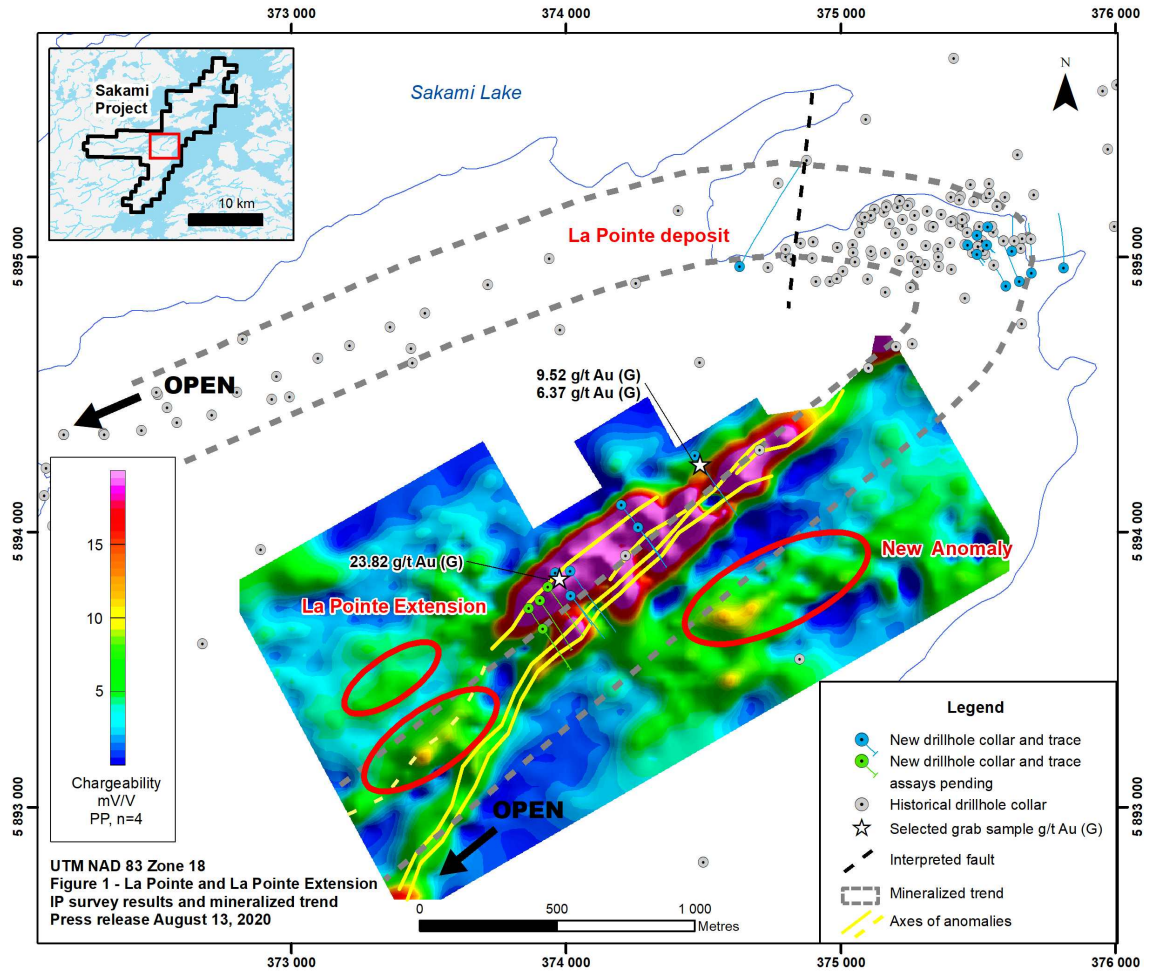 373 000
374 000
375 000
376 000
Sakami
Project
10 km
Sakami Lake
N
5 895 000
La Pointe deposit
5 895 000
OPEN
9.52 g/t Au (G)
6.37 g/t Au (G)
15
10
5
Chargeability
mV/V
PP, n=4
5 894 000
23.82 g/t Au (G)
La Pointe Extension
New Anomaly
5 894 000
5 893 000
OPEN
5 893 000
Legend
New drillhole collar and trace
New drillhole collar and trace
assays pending
Historical drillhole collar
Selected grab sample g/t Au (G)
Interpreted fault
Mineralized trend
Axes of anomalies
UTM NAD 83 Zone 18
Figure 1 - La Pointe and La Pointe Extension
IP survey results and mineralized trend
Press release August 13, 2020
0
500
1 000
Metres
373 000
374 000
375 000
376 000